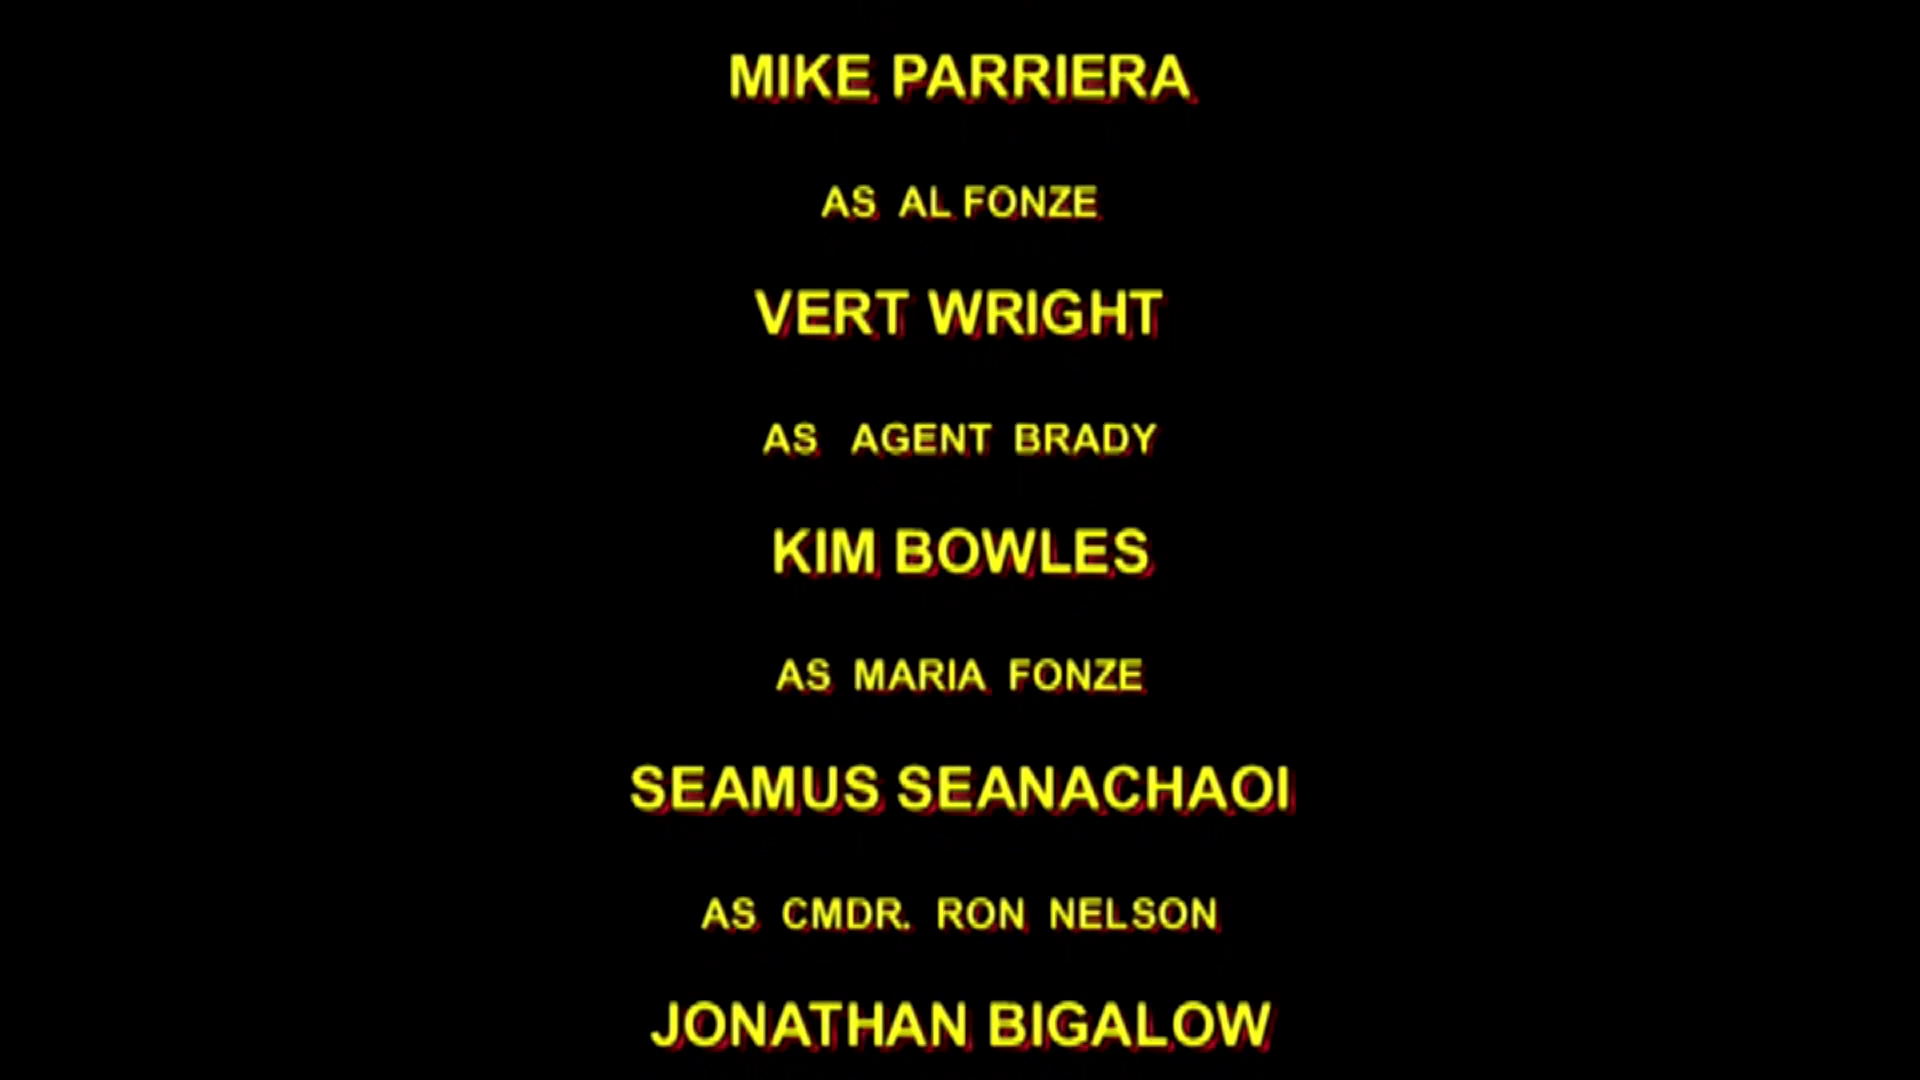 MIKE PARRIERA
AS AL FONZE
VERT WRIGHT
AS AGENT BRADY
KIM BOWLES
AS MARIA FONZE
SEAMUS SEANACHAOI
AS CMDR. RON NELSON
JONATHAN BIGALOW